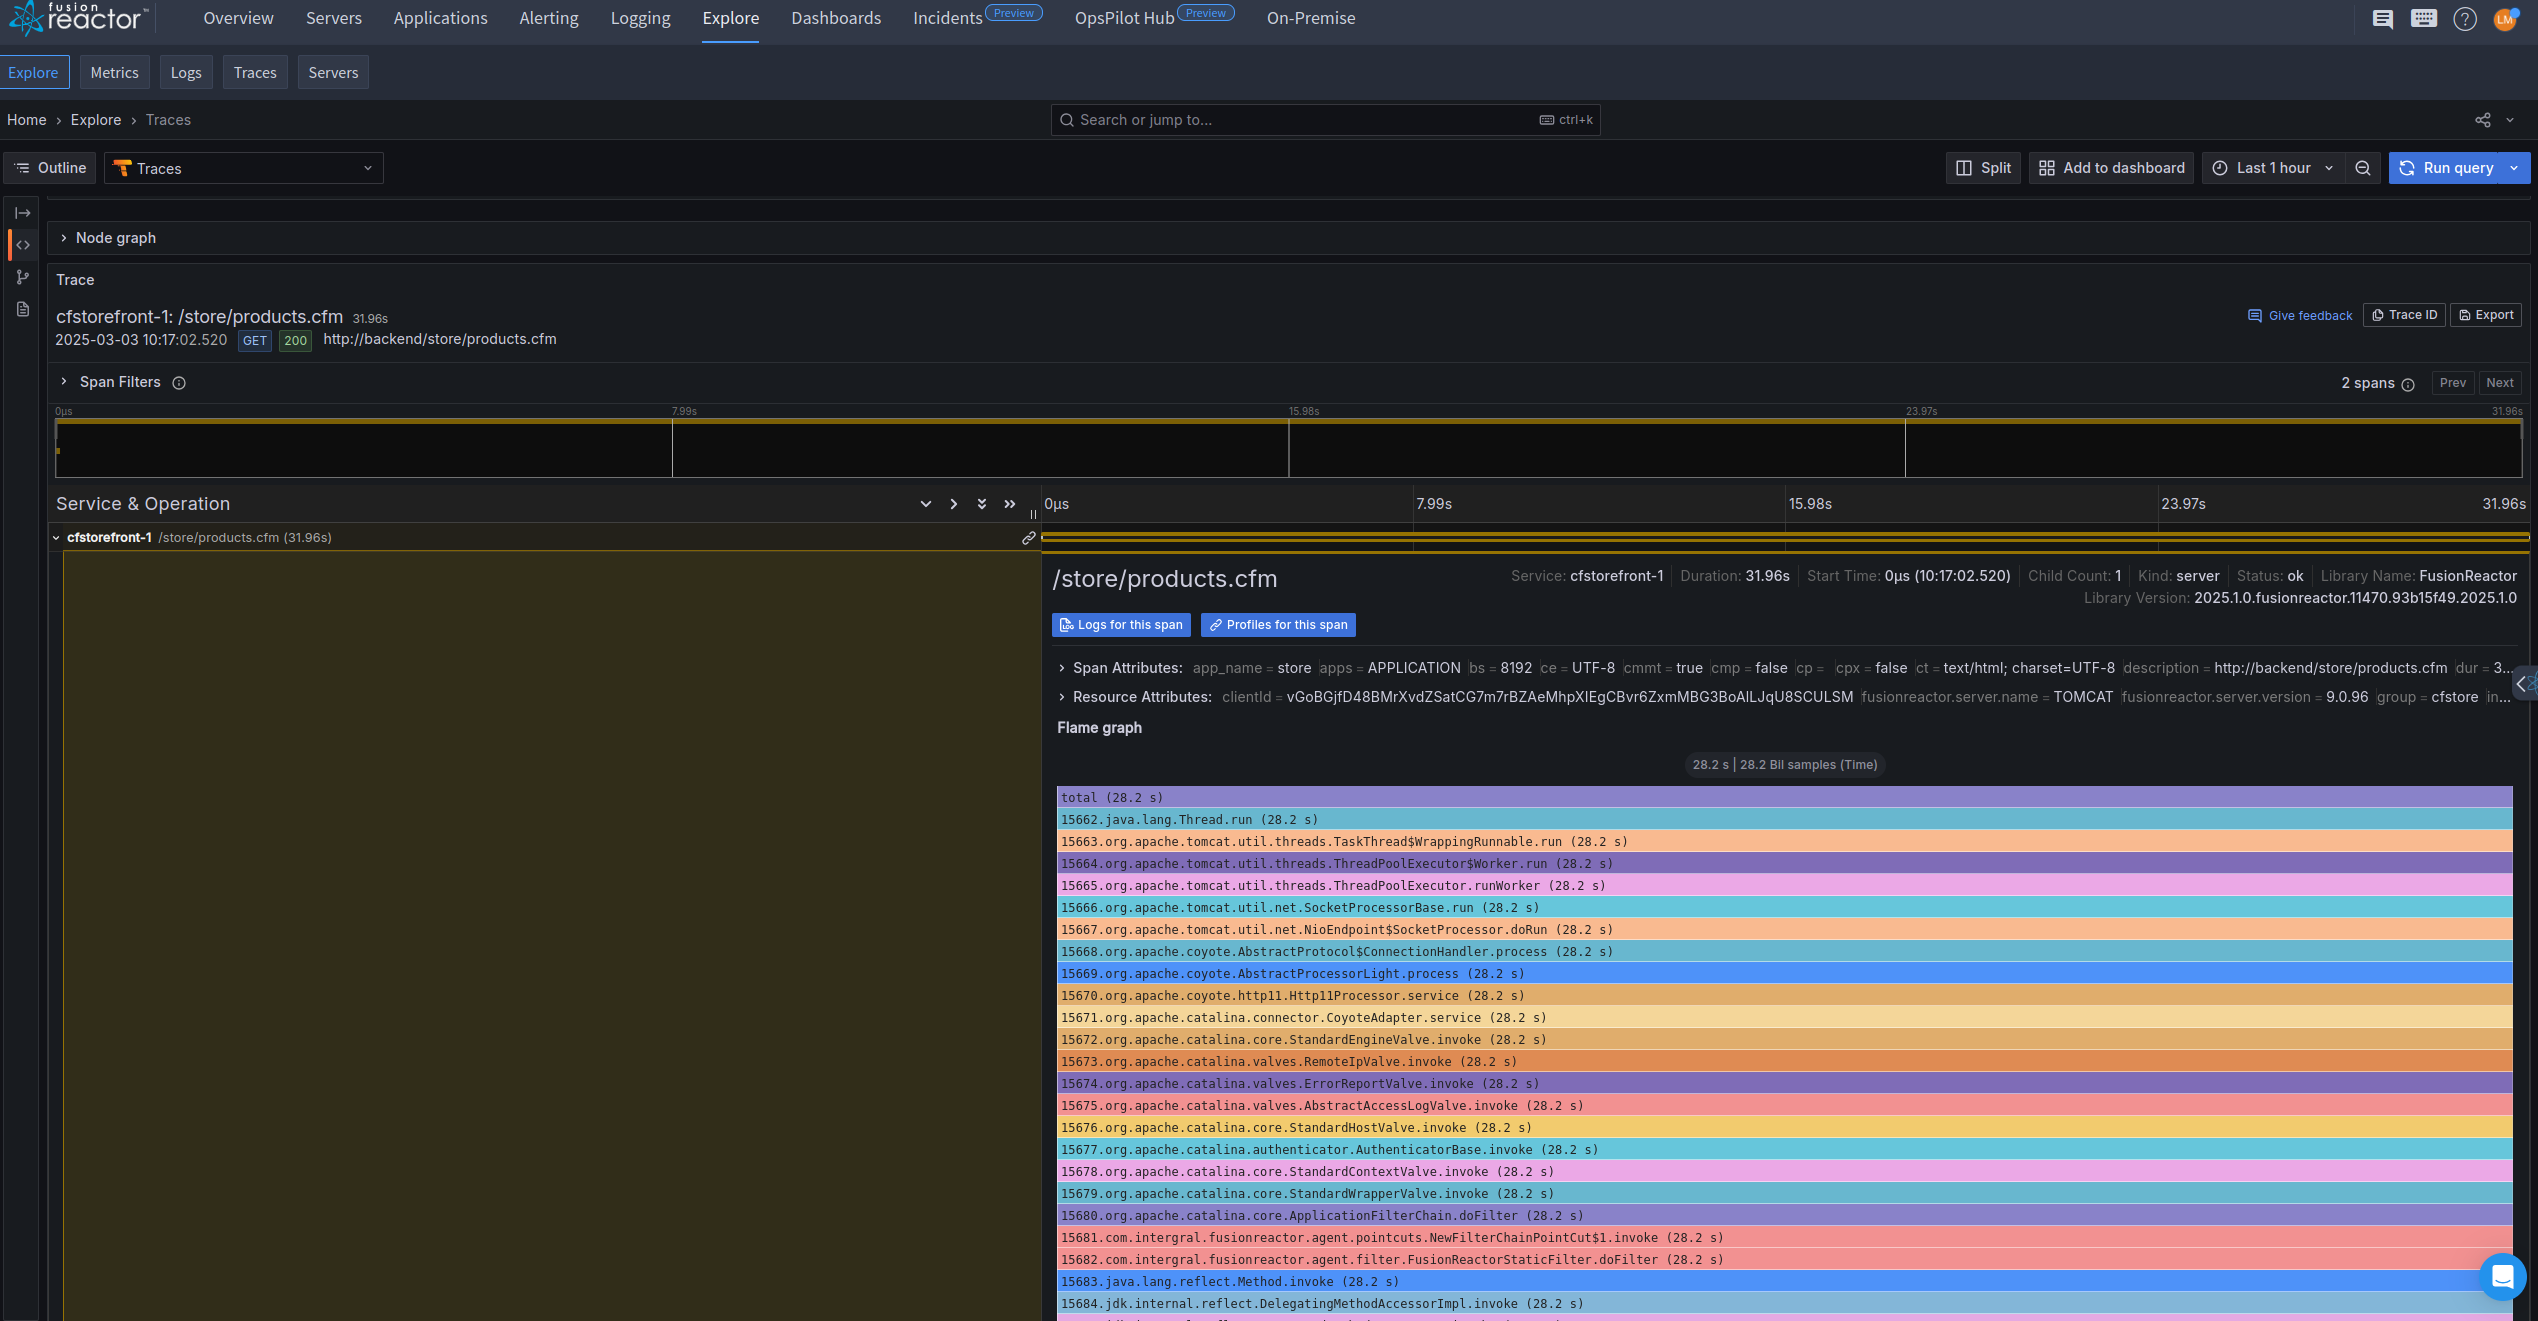 fusion
reactor™
Overview Servers Applications Alerting Logging Explore Dashboards Incidents Preview OpsPilot Hub Preview On-Premise
LM
Explore Metrics Logs Traces Servers
Home › Explore › Traces
Search or jump to... ctrl+k
Outline Traces Split Add to dashboard Last 1 hour Run query
Node graph
Trace
cfstorefront-1: /store/products.cfm 31.96s
Give feedback Trace ID Export
2025-03-03 10:17:02.520 GET 200 http://backend/store/products.cfm
Span Filters 2 spans Prev Next
0μs 7.99s 15.98s 23.97s 31.96s
Service & Operation 0μs 7.99s 15.98s 23.97s 31.96s
cfstorefront-1 /store/products.cfm (31.96s)
/store/products.cfm Service: cfstorefront-1 Duration: 31.96s Start Time: 0μs (10:17:02.520) Child Count: 1 Kind: server Status: ok Library Name: FusionReactor
Library Version: 2025.1.0.fusionreactor.11470.93b15f49.2025.1.0
Logs for this span Profiles for this span
Span Attributes: app_name = store apps = APPLICATION bs = 8192 ce = UTF-8 cmmt = true cmp = false cp = cpx = false ct = text/html; charset=UTF-8 description = http://backend/store/products.cfm dur = 3...
Resource Attributes: clientId = vGoBGjfD48BMrXvdZSatCG7m7rBZAeMhpXIEgCBvr6ZxmMBG3BoAlLJqU8SCULSM fusionreactor.server.name = TOMCAT fusionreactor.server.version = 9.0.96 group = cfstore in...
Flame graph
28.2 s | 28.2 Bil samples (Time)
total (28.2 s)
15662.java.lang.Thread.run (28.2 s)
15663.org.apache.tomcat.util.threads.TaskThread$WrappingRunnable.run (28.2 s)
15664.org.apache.tomcat.util.threads.ThreadPoolExecutor$Worker.run (28.2 s)
15665.org.apache.tomcat.util.threads.ThreadPoolExecutor.runWorker (28.2 s)
15666.org.apache.tomcat.util.net.SocketProcessorBase.run (28.2 s)
15667.org.apache.tomcat.util.net.NioEndpoint$SocketProcessor.doRun (28.2 s)
15668.org.apache.coyote.AbstractProtocol$ConnectionHandler.process (28.2 s)
15669.org.apache.coyote.AbstractProcessorLight.process (28.2 s)
15670.org.apache.coyote.http11.Http11Processor.service (28.2 s)
15671.org.apache.catalina.connector.CoyoteAdapter.service (28.2 s)
15672.org.apache.catalina.core.StandardEngineValve.invoke (28.2 s)
15673.org.apache.catalina.valves.RemoteIpValve.invoke (28.2 s)
15674.org.apache.catalina.valves.ErrorReportValve.invoke (28.2 s)
15675.org.apache.catalina.valves.AbstractAccessLogValve.invoke (28.2 s)
15676.org.apache.catalina.core.StandardHostValve.invoke (28.2 s)
15677.org.apache.catalina.authenticator.AuthenticatorBase.invoke (28.2 s)
15678.org.apache.catalina.core.StandardContextValve.invoke (28.2 s)
15679.org.apache.catalina.core.StandardWrapperValve.invoke (28.2 s)
15680.org.apache.catalina.core.ApplicationFilterChain.doFilter (28.2 s)
15681.com.intergral.fusionreactor.agent.pointcuts.NewFilterChainPointCut$1.invoke (28.2 s)
15682.com.intergral.fusionreactor.agent.filter.FusionReactorStaticFilter.doFilter (28.2 s)
15683.java.lang.reflect.Method.invoke (28.2 s)
15684.jdk.internal.reflect.DelegatingMethodAccessorImpl.invoke (28.2 s)